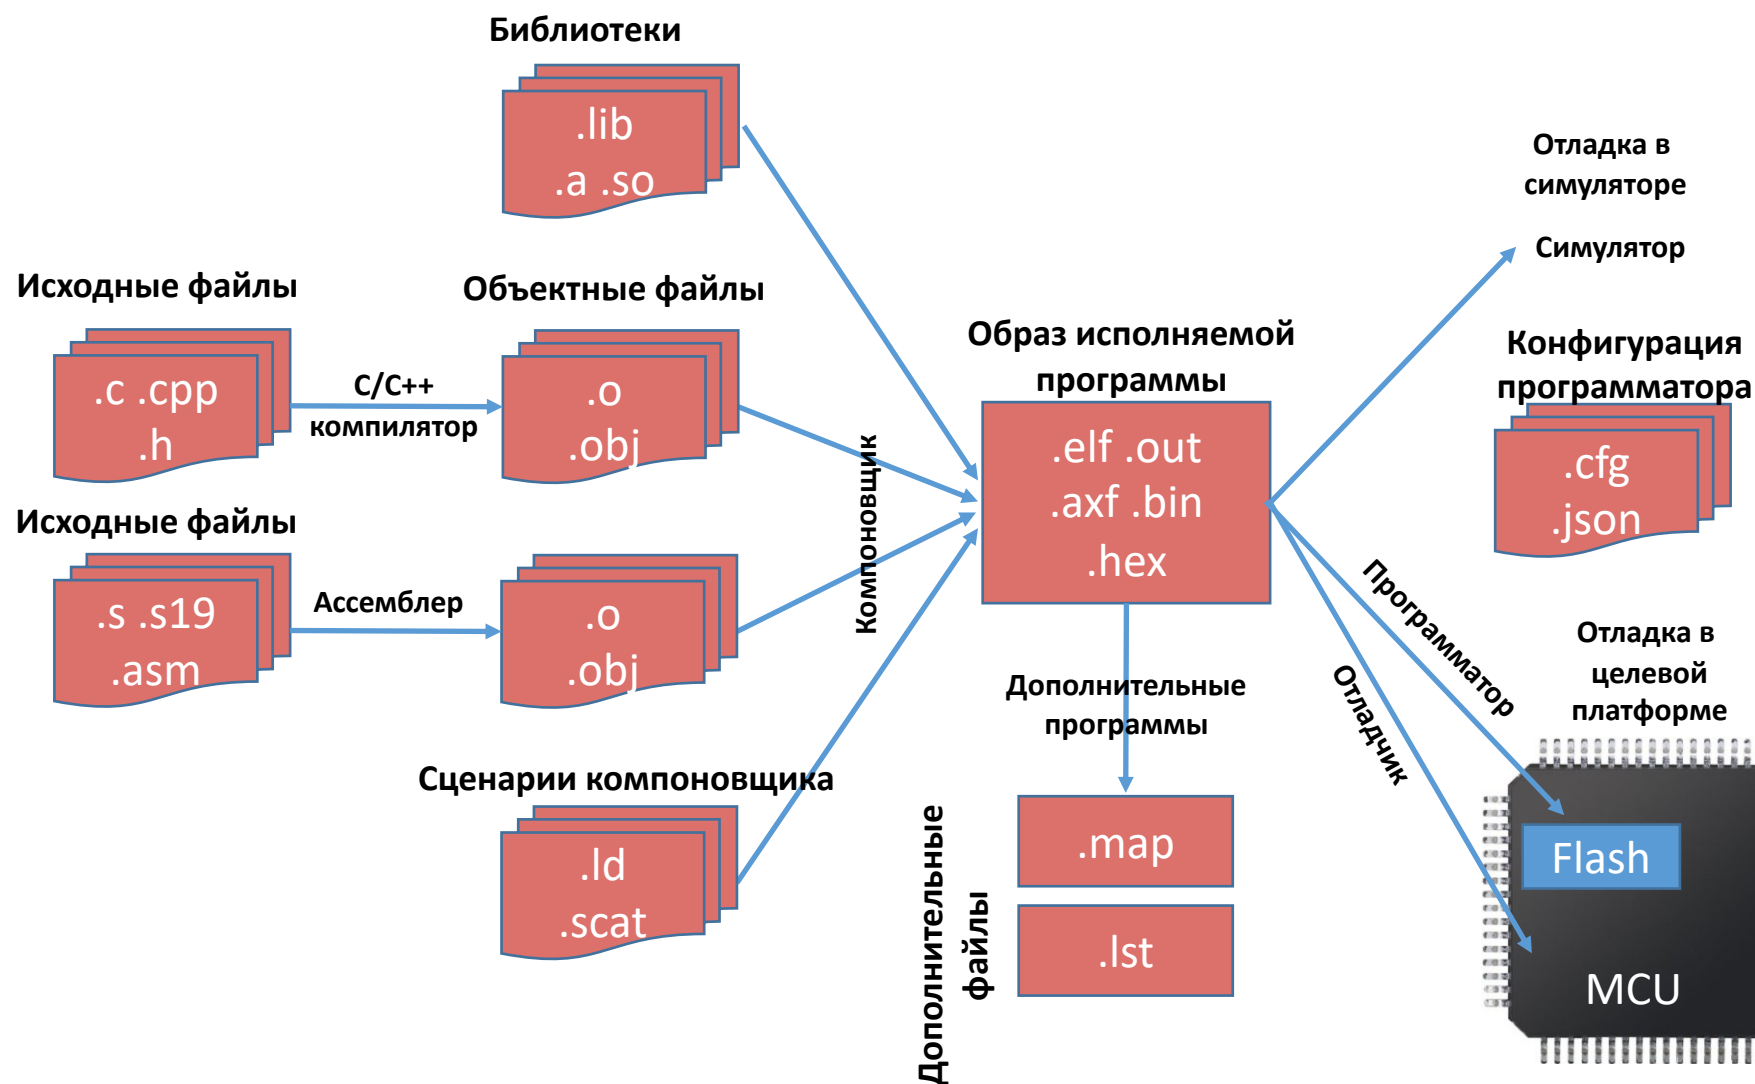 Библиотеки
.lib
.a .so
Исходные файлы
.c .cpp
.h
С/С++
компилятор
Объектные файлы
.o
.obj
Исходные файлы
.s .s19
.asm
Ассемблер
.o
.obj
Сценарии компоновщика
.ld
.scat
Компоновщик
Образ исполняемой
программы
.elf .out
.axf .bin
.hex
Дополнительные
программы
Дополнительные
файлы
.map
.lst
Отладка в
симуляторе
Симулятор
Конфигурация
программатора
.cfg
.json
Программатор
Отладчик
Отладка в
целевой
платформе
Flash
MCU